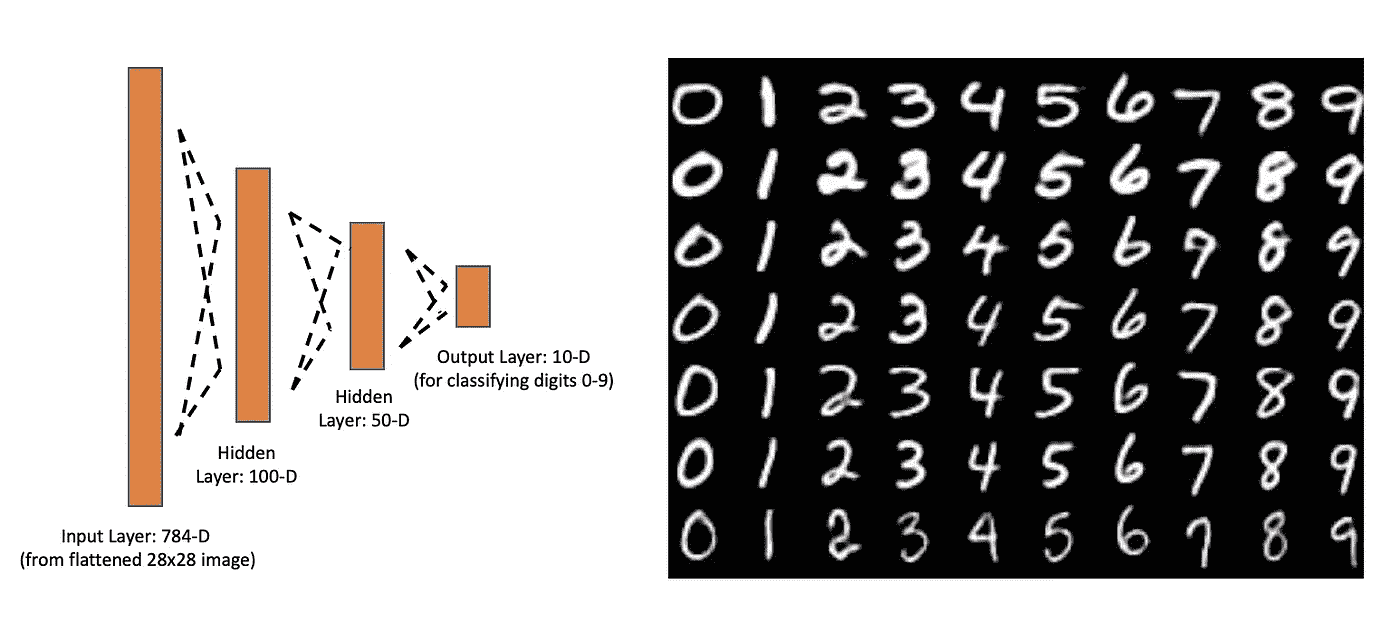 Input Layer: 784-D
(from flattened 28x28 image)
Hidden
Layer: 100-D
Hidden
Layer: 50-D
Output Layer: 10-D
(for classifying digits 0-9)
0 1 2 3 4 5 6 7 8 9
0 1 2 3 4 5 6 7 8 9
0 1 2 3 4 5 6 9 8 9
0 1 2 3 4 5 6 7 8 9
0 1 2 3 4 5 6 7 8 9
0 1 2 3 4 5 6 7 8 9
0 1 2 3 4 5 6 7 8 9